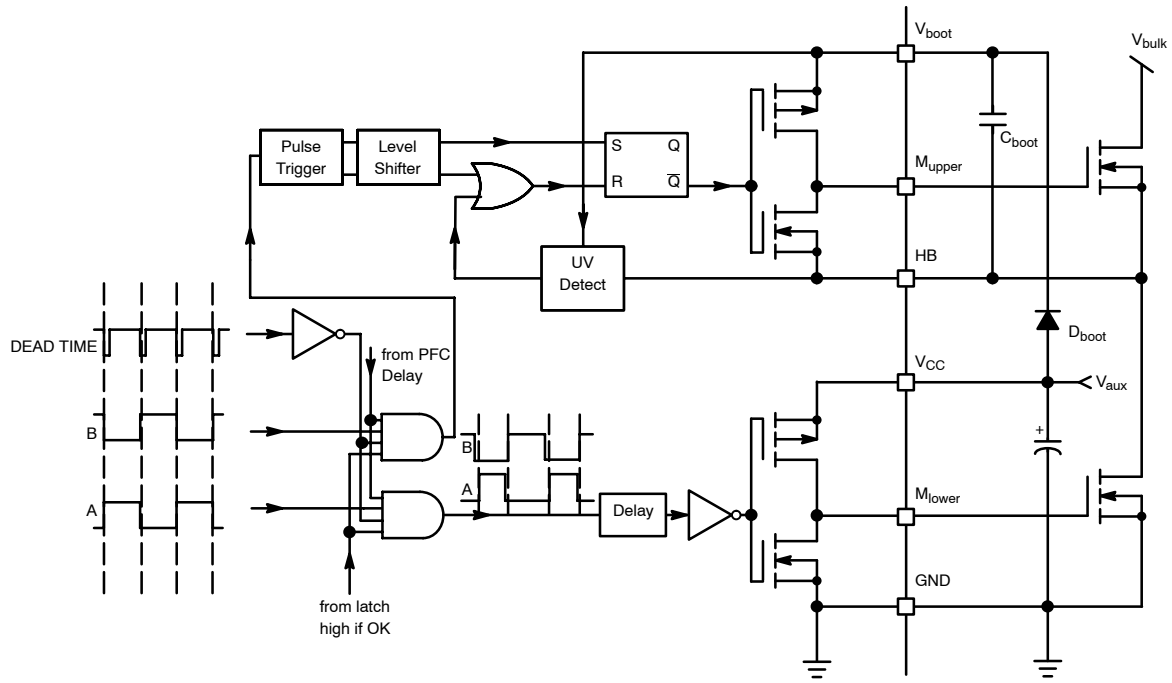 Vboot
Vbulk
Pulse
Trigger
Level
Shifter
S Q
R Q̅
Cboot
Mupper
UV
Detect
HB
DEAD TIME
from PFC
Delay
Dboot
VCC
Vaux
B
B
+
A
A
Delay
Mlower
GND
from latch
high if OK